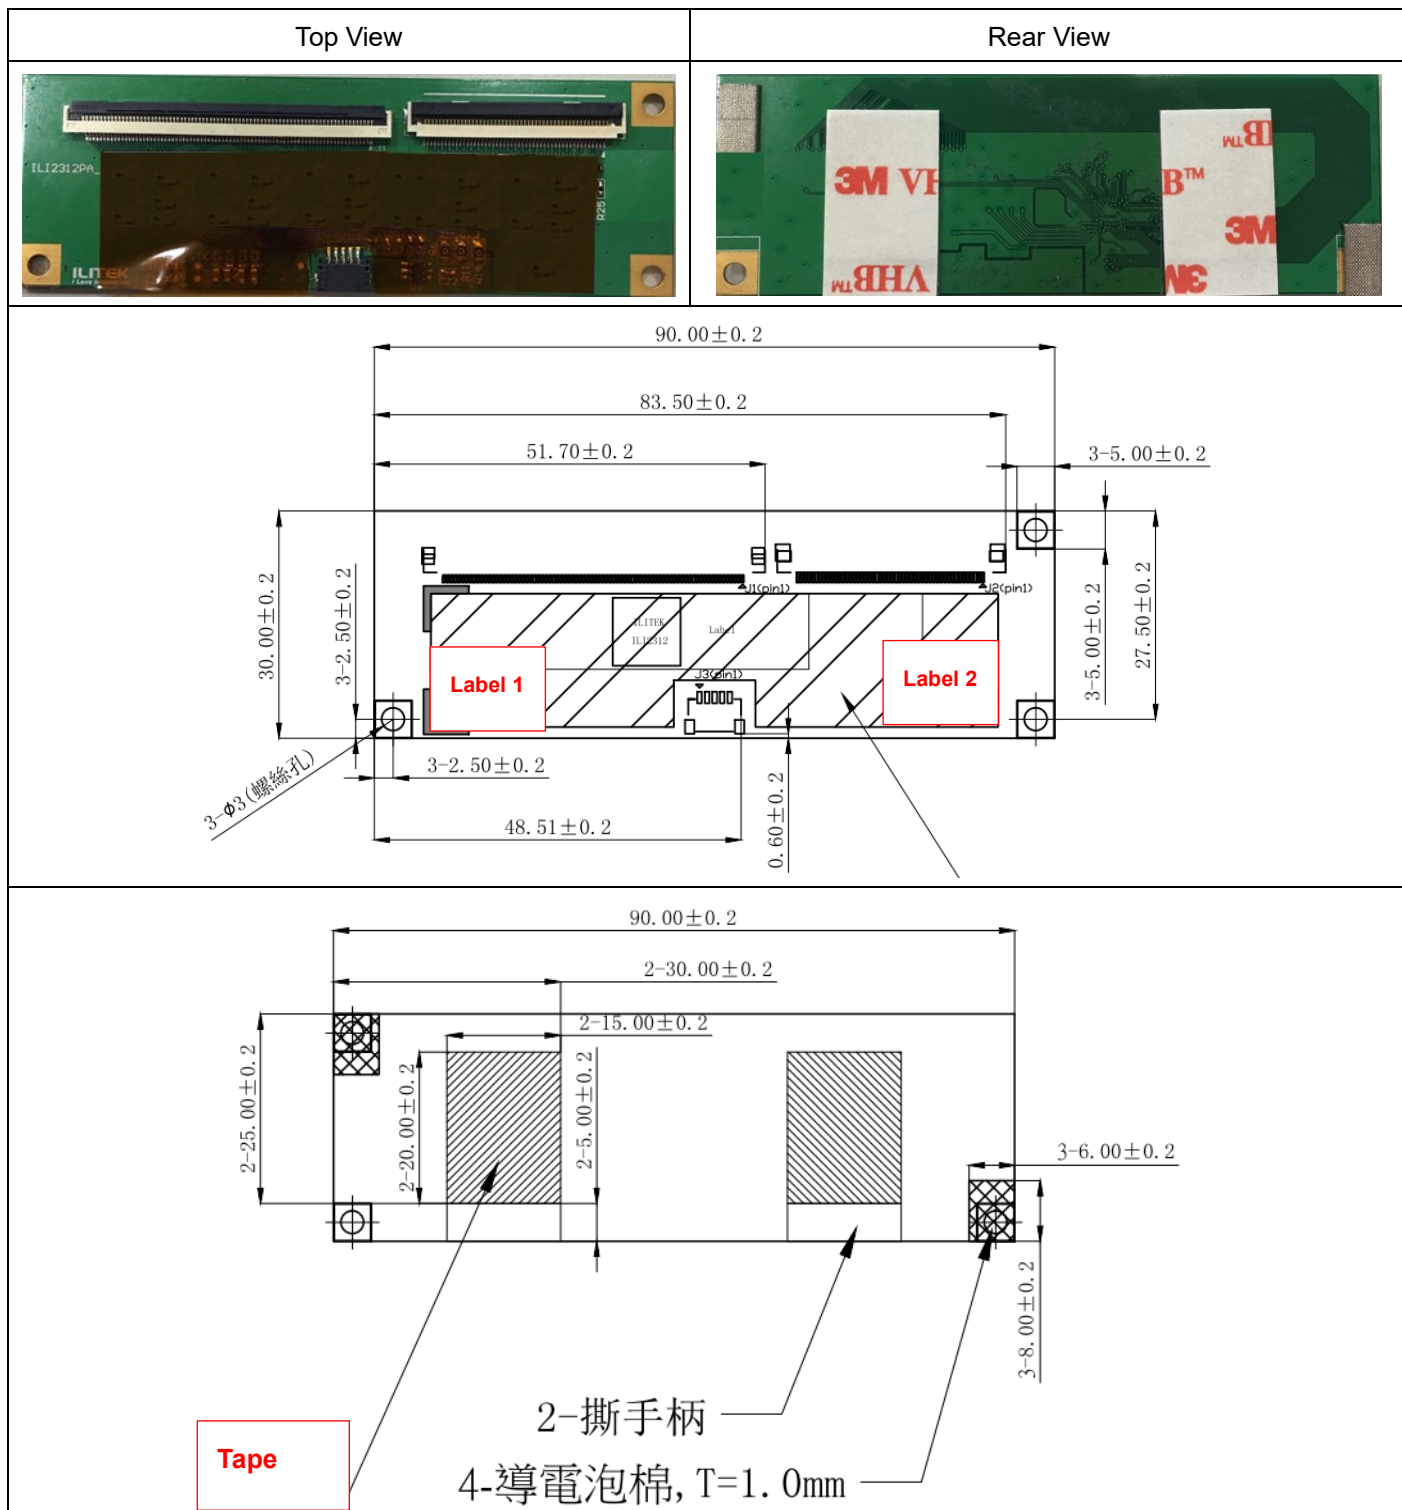 Top View
Rear View
ILI2312PA_
R25
ILITEK
3M VH
VHB™
B™
3M
90.00±0.2
83.50±0.2
51.70±0.2
3-5.00±0.2
30.00±0.2
3-2.50±0.2
J1(pin1)
J2(pin1)
ILITEK
ILI2312
Label
Label 1
Label 2
J3(pin1)
3-5.00±0.2
27.50±0.2
3-ϕ3(螺絲孔)
3-2.50±0.2
48.51±0.2
0.60±0.2
90.00±0.2
2-30.00±0.2
2-15.00±0.2
2-25.00±0.2
2-20.00±0.2
2-5.00±0.2
3-6.00±0.2
3-8.00±0.2
2-撕手柄
Tape
4-導電泡棉, T=1.0mm